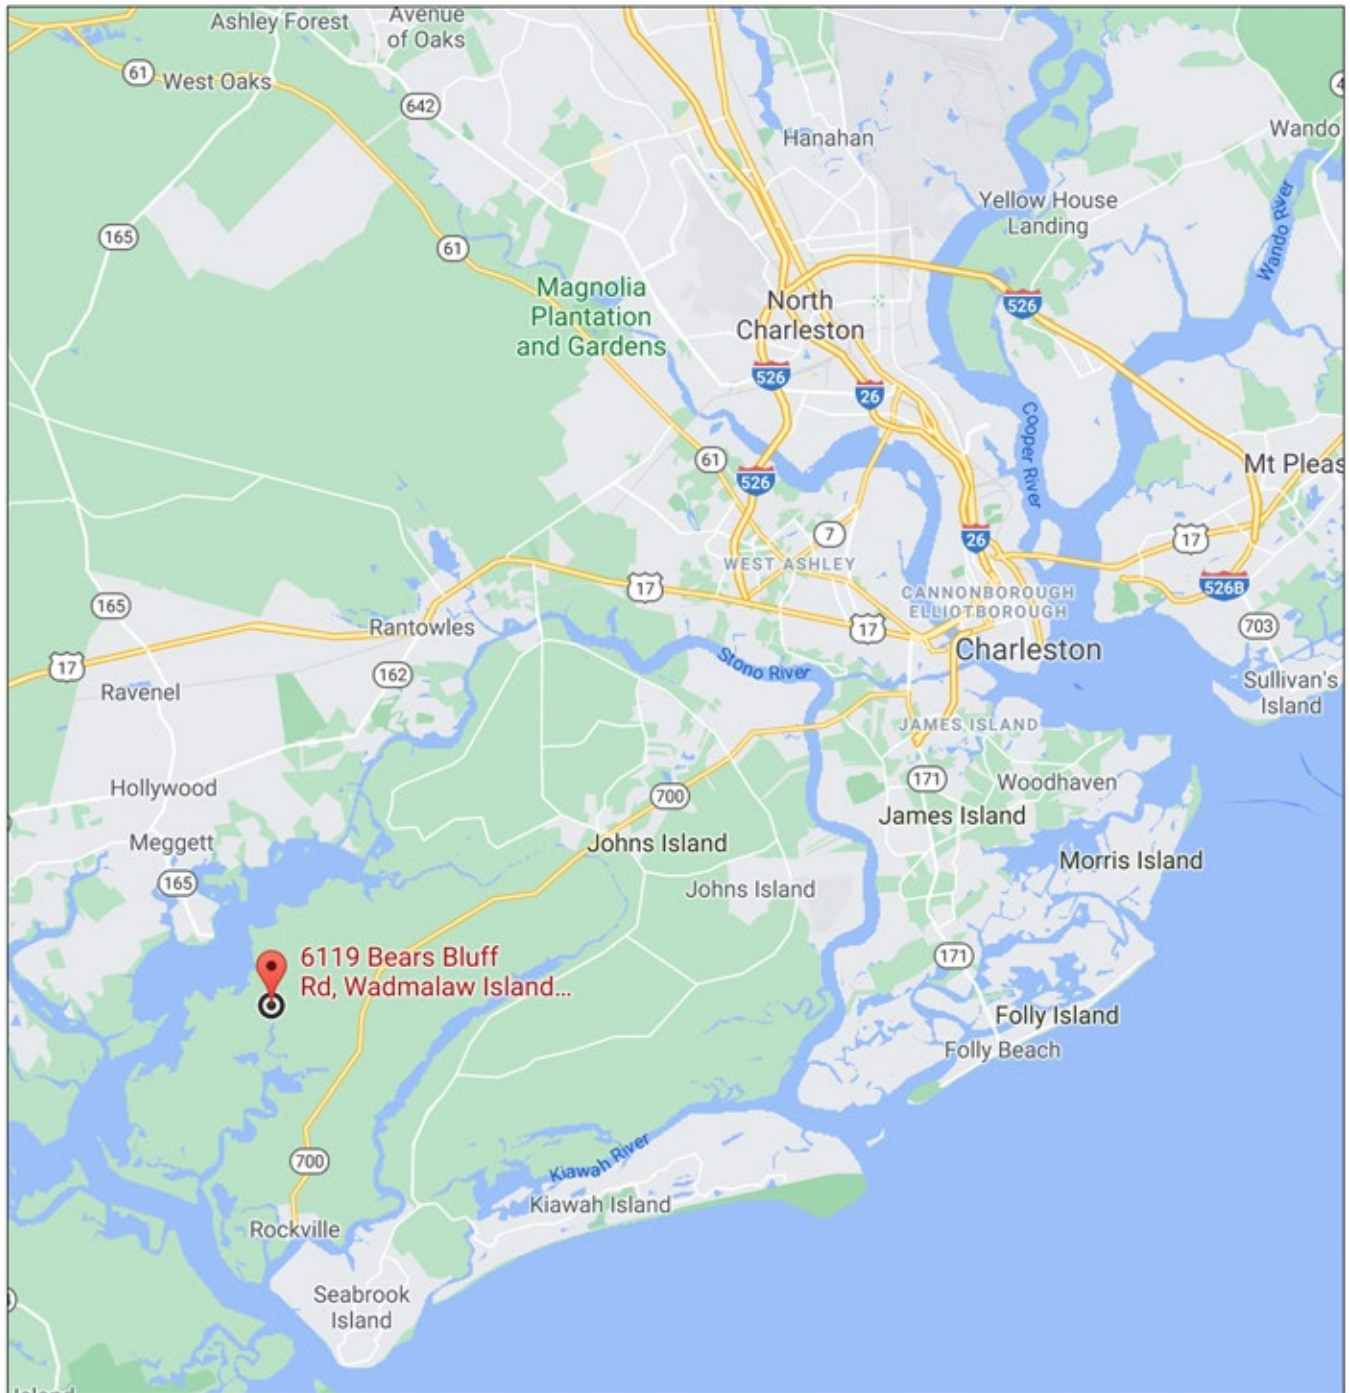 Ashley Forest
Avenue
of Oaks
61
West Oaks
642
Hanahan
Wando
Yellow House
Landing
Wando River
165
61
Magnolia
Plantation
and Gardens
North
Charleston
526
526
26
Cooper River
61
526
Mt Pleas
7
26
17
WEST ASHLEY
17
526B
CANNONBOROUGH
ELLIOTBOROUGH
165
Rantowles
17
703
Charleston
17
162
Stono River
Ravenel
Sullivan's
Island
JAMES ISLAND
171
Woodhaven
Hollywood
700
James Island
Meggett
Johns Island
Morris Island
165
Johns Island
6119 Bears Bluff
Rd, Wadmalaw Island...
171
Folly Island
Folly Beach
700
Kiawah River
Kiawah Island
Rockville
Seabrook
Island